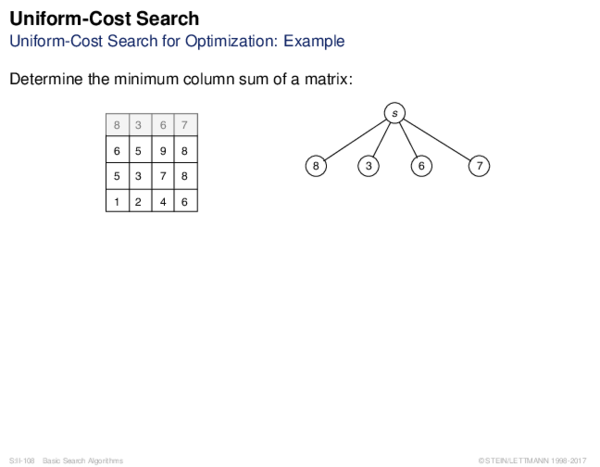 Uniform-Cost Search
Uniform-Cost Search for Optimization: Example
Determine the minimum column sum of a matrix:
8 3 6 7
6 5 9 8
5 3 7 8
1 2 4 6
s
8 3 6 7
S:II-108 Basic Search Algorithms ©STEIN/LETTMANN 1998-2017